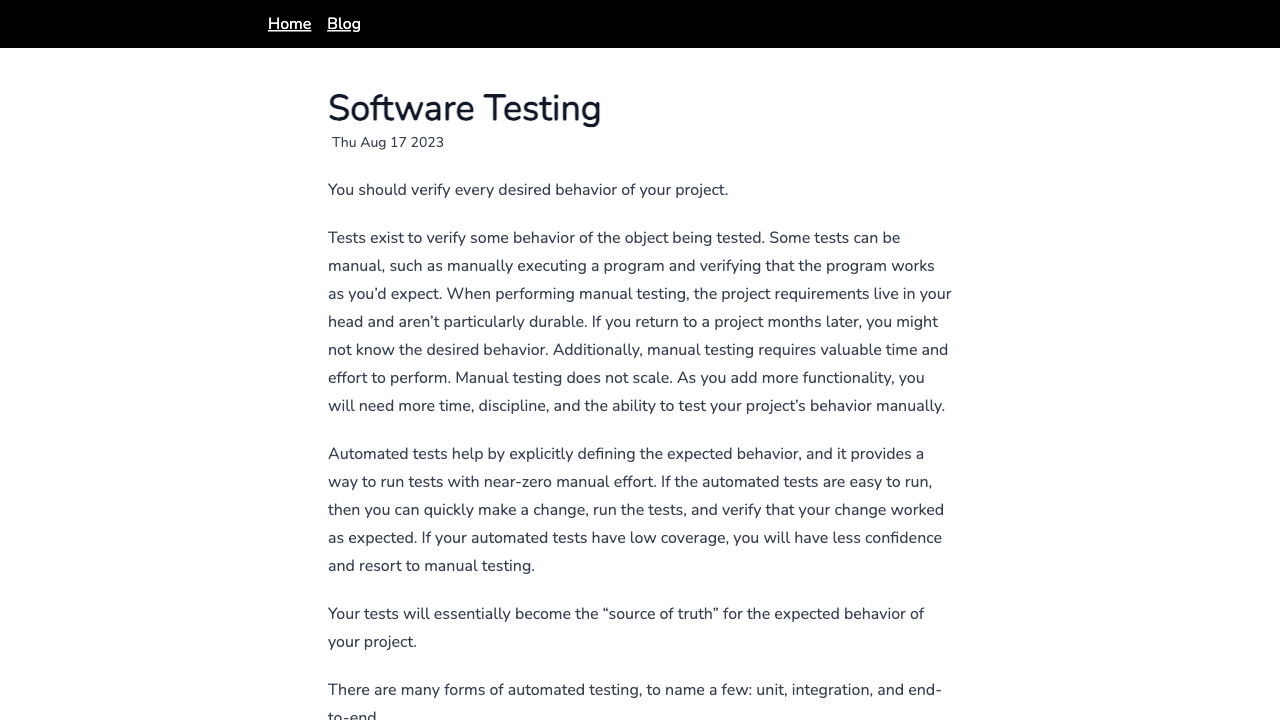 Home Blog
Software Testing
Thu Aug 17 2023
You should verify every desired behavior of your project.
Tests exist to verify some behavior of the object being tested. Some tests can be
manual, such as manually executing a program and verifying that the program works
as you’d expect. When performing manual testing, the project requirements live in your
head and aren’t particularly durable. If you return to a project months later, you might
not know the desired behavior. Additionally, manual testing requires valuable time and
effort to perform. Manual testing does not scale. As you add more functionality, you
will need more time, discipline, and the ability to test your project’s behavior manually.
Automated tests help by explicitly defining the expected behavior, and it provides a
way to run tests with near-zero manual effort. If the automated tests are easy to run,
then you can quickly make a change, run the tests, and verify that your change worked
as expected. If your automated tests have low coverage, you will have less confidence
and resort to manual testing.
Your tests will essentially become the “source of truth” for the expected behavior of
your project.
There are many forms of automated testing, to name a few: unit, integration, and end-
to-end